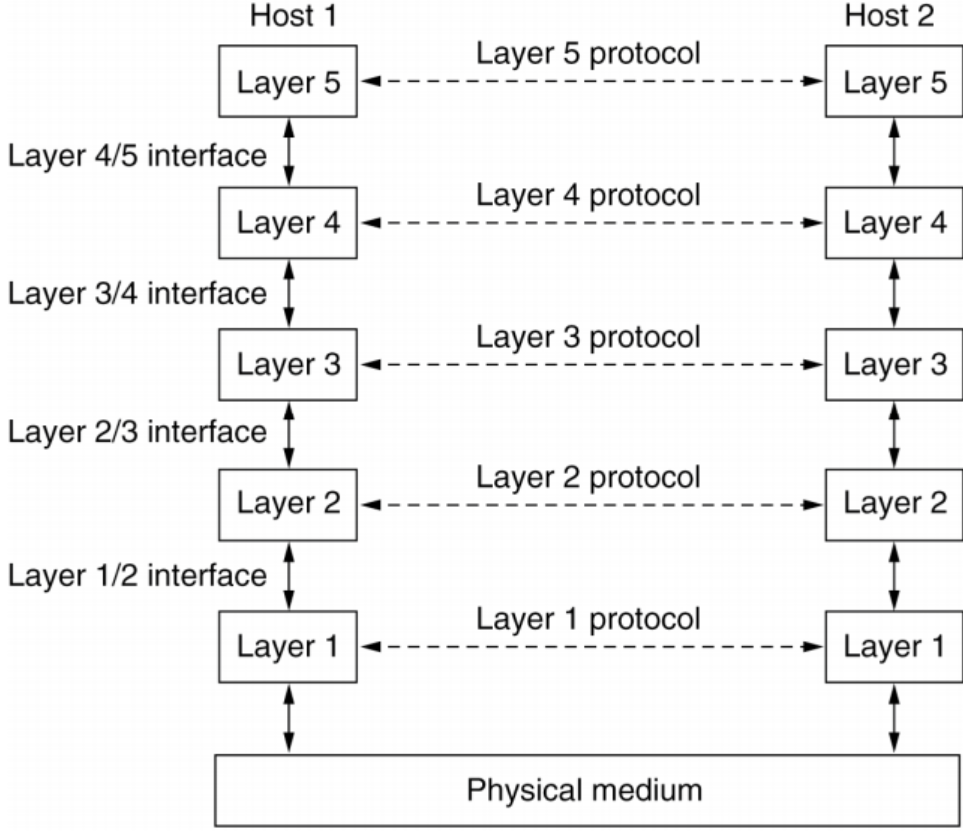 Host 1
Host 2
Layer 5
Layer 5 protocol
Layer 5
Layer 4/5 interface
Layer 4
Layer 4 protocol
Layer 4
Layer 3/4 interface
Layer 3
Layer 3 protocol
Layer 3
Layer 2/3 interface
Layer 2
Layer 2 protocol
Layer 2
Layer 1/2 interface
Layer 1
Layer 1 protocol
Layer 1
Physical medium